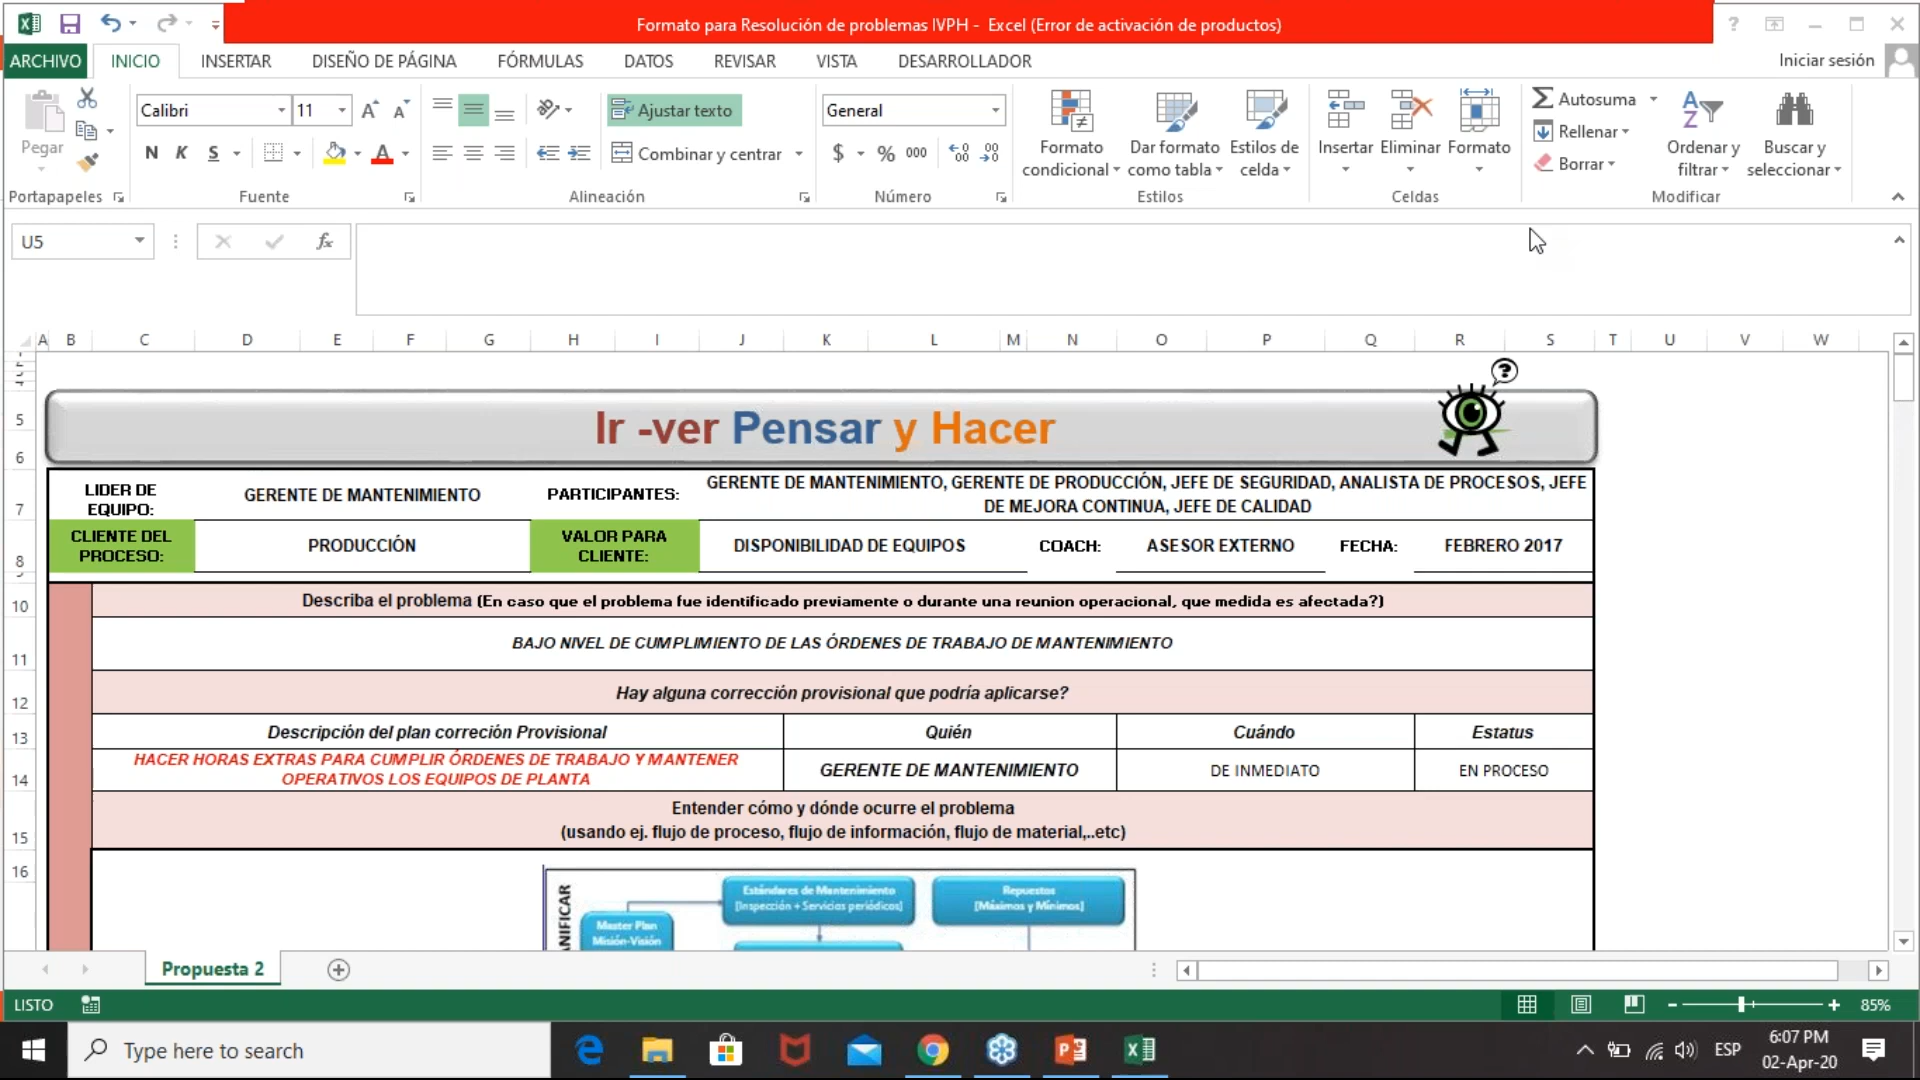 Formato para Resolución de problemas IVPH - Excel (Error de activación de productos)
ARCHIVO INICIO INSERTAR DISEÑO DE PÁGINA FÓRMULAS DATOS REVISAR VISTA DESARROLLADOR Iniciar sesión
Pegar
Portapapeles
Calibri 11
N K S
Fuente
Ajustar texto
Combinar y centrar
Alineación
General
$ % 000
Número
Formato condicional
Dar formato como tabla
Estilos de celda
Estilos
Insertar Eliminar Formato
Celdas
Autosuma
Rellenar
Borrar
Ordenar y filtrar
Buscar y seleccionar
Modificar
U5
fx
A B C D E F G H I J K L M N O P Q R S T U V W
5
Ir -ver Pensar y Hacer
?
6
7
LIDER DE EQUIPO:
GERENTE DE MANTENIMIENTO
PARTICIPANTES:
GERENTE DE MANTENIMIENTO, GERENTE DE PRODUCCIÓN, JEFE DE SEGURIDAD, ANALISTA DE PROCESOS, JEFE
DE MEJORA CONTINUA, JEFE DE CALIDAD
8
CLIENTE DEL PROCESO:
PRODUCCIÓN
VALOR PARA CLIENTE:
DISPONIBILIDAD DE EQUIPOS
COACH:
ASESOR EXTERNO
FECHA:
FEBRERO 2017
10
Describa el problema (En caso que el problema fue identificado previamente o durante una reunion operacional, que medida es afectada?)
11
BAJO NIVEL DE CUMPLIMIENTO DE LAS ÓRDENES DE TRABAJO DE MANTENIMIENTO
12
Hay alguna corrección provisional que podría aplicarse?
13
Descripción del plan correción Provisional
Quién
Cuándo
Estatus
14
HACER HORAS EXTRAS PARA CUMPLIR ÓRDENES DE TRABAJO Y MANTENER
OPERATIVOS LOS EQUIPOS DE PLANTA
GERENTE DE MANTENIMIENTO
DE INMEDIATO
EN PROCESO
15
Entender cómo y dónde ocurre el problema
(usando ej. flujo de proceso, flujo de información, flujo de material,..etc)
16
Estándares de Mantenimiento
[Inspección + Servicios periódicos]
Repuestos
[Máximos y Mínimos]
Master Plan
Misión-Visión
Propuesta 2
LISTO
85%
Type here to search
ESP
6:07 PM
02-Apr-20